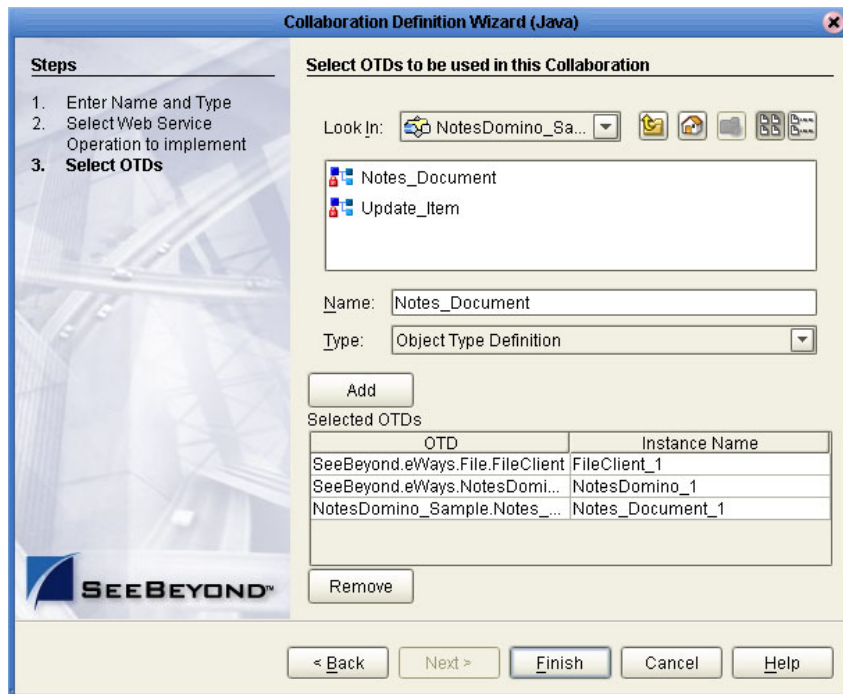 Collaboration Definition Wizard (Java)
Steps
1. Enter Name and Type
2. Select Web Service
Operation to implement
3. Select OTDs
SEEBEYOND™
Select OTDs to be used in this Collaboration
Look In: NotesDomino_Sa...
Notes_Document
Update_Item
Name: Notes_Document
Type: Object Type Definition
Add
Selected OTDs
OTD Instance Name
SeeBeyond.eWays.File.FileClient FileClient_1
SeeBeyond.eWays.NotesDomi... NotesDomino_1
NotesDomino_Sample.Notes_... Notes_Document_1
Remove
< Back Next > Finish Cancel Help